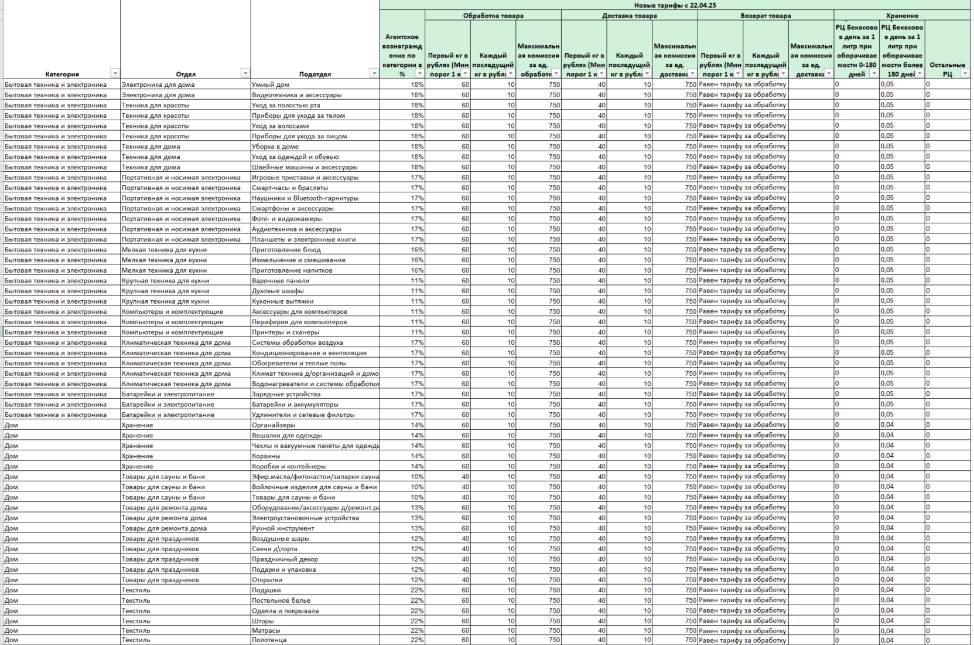 Новые тарифы с 22.04.25
Обработка товара Доставка товара Возврат товара Хранение
Категория Отдел Подотдел Агентское вознагражд ение по категории в % Первый кг в рублях (Мин порог 1 к Каждый последущий кг в рубл Максимальн ая комиссия за ед. обработ Первый кг в рублях (Мин порог 1 к Каждый последущий кг в рубл Максимальн ая комиссия за ед. доставк Первый кг в рублях (Мин порог 1 к Каждый последущий кг в рубл Максимальн ая комиссия за ед. доставк РЦ Бекасово в день за 1 литр при оборачивае мости 0-180 дней РЦ Бекасово в день за 1 литр при оборачивае мости более 180 дней Остальные РЦ
Бытовая техника и электроника Электроника для дома Умный дом 18% 60 10 750 40 10 750 Равен тарифу за обработку 0 0,05 0
Бытовая техника и электроника Электроника для дома Видеотехника и аксессуары 18% 60 10 750 40 10 750 Равен тарифу за обработку 0 0,05 0
Бытовая техника и электроника Техника для красоты Уход за полостью рта 18% 60 10 750 40 10 750 Равен тарифу за обработку 0 0,05 0
Бытовая техника и электроника Техника для красоты Приборы для ухода за телом 18% 60 10 750 40 10 750 Равен тарифу за обработку 0 0,05 0
Бытовая техника и электроника Техника для красоты Уход за волосами 18% 60 10 750 40 10 750 Равен тарифу за обработку 0 0,05 0
Бытовая техника и электроника Техника для красоты Приборы для ухода за лицом 18% 60 10 750 40 10 750 Равен тарифу за обработку 0 0,05 0
Бытовая техника и электроника Техника для дома Уборка в доме 18% 60 10 750 40 10 750 Равен тарифу за обработку 0 0,05 0
Бытовая техника и электроника Техника для дома Уход за одеждой и обувью 18% 60 10 750 40 10 750 Равен тарифу за обработку 0 0,05 0
Бытовая техника и электроника Техника для дома Швейные машины и аксессуары 18% 60 10 750 40 10 750 Равен тарифу за обработку 0 0,05 0
Бытовая техника и электроника Портативная и носимая электроника Игровые приставки и аксессуары 17% 60 10 750 40 10 750 Равен тарифу за обработку 0 0,05 0
Бытовая техника и электроника Портативная и носимая электроника Смарт-часы и браслеты 17% 60 10 750 40 10 750 Равен тарифу за обработку 0 0,05 0
Бытовая техника и электроника Портативная и носимая электроника Наушники и Bluetooth-гарнитуры 17% 60 10 750 40 10 750 Равен тарифу за обработку 0 0,05 0
Бытовая техника и электроника Портативная и носимая электроника Смартфоны и аксессуары 17% 60 10 750 40 10 750 Равен тарифу за обработку 0 0,05 0
Бытовая техника и электроника Портативная и носимая электроника Фото- и видеокамеры 17% 60 10 750 40 10 750 Равен тарифу за обработку 0 0,05 0
Бытовая техника и электроника Портативная и носимая электроника Аудиотехника и аксессуары 17% 60 10 750 40 10 750 Равен тарифу за обработку 0 0,05 0
Бытовая техника и электроника Портативная и носимая электроника Планшеты и электронные книги 17% 60 10 750 40 10 750 Равен тарифу за обработку 0 0,05 0
Бытовая техника и электроника Мелкая техника для кухни Приготовление блюд 16% 60 10 750 40 10 750 Равен тарифу за обработку 0 0,05 0
Бытовая техника и электроника Мелкая техника для кухни Измельчение и смешивание 16% 60 10 750 40 10 750 Равен тарифу за обработку 0 0,05 0
Бытовая техника и электроника Мелкая техника для кухни Приготовление напитков 16% 60 10 750 40 10 750 Равен тарифу за обработку 0 0,05 0
Бытовая техника и электроника Крупная техника для кухни Варочные панели 11% 60 10 750 40 10 750 Равен тарифу за обработку 0 0,05 0
Бытовая техника и электроника Крупная техника для кухни Духовые шкафы 11% 60 10 750 40 10 750 Равен тарифу за обработку 0 0,05 0
Бытовая техника и электроника Крупная техника для кухни Кухонные вытяжки 11% 60 10 750 40 10 750 Равен тарифу за обработку 0 0,05 0
Бытовая техника и электроника Компьютеры и комплектующие Аксессуары для компьютеров 11% 60 10 750 40 10 750 Равен тарифу за обработку 0 0,05 0
Бытовая техника и электроника Компьютеры и комплектующие Периферия для компьютеров 11% 60 10 750 40 10 750 Равен тарифу за обработку 0 0,05 0
Бытовая техника и электроника Компьютеры и комплектующие Принтеры и сканеры 11% 60 10 750 40 10 750 Равен тарифу за обработку 0 0,05 0
Бытовая техника и электроника Климатическая техника для дома Системы обработки воздуха 17% 60 10 750 40 10 750 Равен тарифу за обработку 0 0,05 0
Бытовая техника и электроника Климатическая техника для дома Кондиционирование и вентиляция 17% 60 10 750 40 10 750 Равен тарифу за обработку 0 0,05 0
Бытовая техника и электроника Климатическая техника для дома Обогреватели и теплые полы 17% 60 10 750 40 10 750 Равен тарифу за обработку 0 0,05 0
Бытовая техника и электроника Климатическая техника для дома Климат техника д/организаций и домо 17% 60 10 750 40 10 750 Равен тарифу за обработку 0 0,05 0
Бытовая техника и электроника Климатическая техника для дома Водонагреватели и системы обработки 17% 60 10 750 40 10 750 Равен тарифу за обработку 0 0,05 0
Бытовая техника и электроника Батарейки и электропитание Зарядные устройства 17% 60 10 750 40 10 750 Равен тарифу за обработку 0 0,05 0
Бытовая техника и электроника Батарейки и электропитание Батарейки и аккумуляторы 17% 60 10 750 40 10 750 Равен тарифу за обработку 0 0,05 0
Бытовая техника и электроника Батарейки и электропитание Удлинители и сетевые фильтры 17% 60 10 750 40 10 750 Равен тарифу за обработку 0 0,05 0
Дом Хранение Органайзеры 14% 60 10 750 40 10 750 Равен тарифу за обработку 0 0,04 0
Дом Хранение Вешалки для одежды 14% 60 10 750 40 10 750 Равен тарифу за обработку 0 0,04 0
Дом Хранение Чехлы и вакуумные пакеты для одежды 14% 60 10 750 40 10 750 Равен тарифу за обработку 0 0,04 0
Дом Хранение Корзины 14% 60 10 750 40 10 750 Равен тарифу за обработку 0 0,04 0
Дом Хранение Коробки и контейнеры 14% 60 10 750 40 10 750 Равен тарифу за обработку 0 0,04 0
Дом Товары для сауны и бани Эфир.масла/фитонастои/запарки сауна 10% 40 10 750 40 10 750 Равен тарифу за обработку 0 0,04 0
Дом Товары для сауны и бани Войлочные изделия для сауны и бани 10% 40 10 750 40 10 750 Равен тарифу за обработку 0 0,04 0
Дом Товары для сауны и бани Товары для сауны и бани 10% 40 10 750 40 10 750 Равен тарифу за обработку 0 0,04 0
Дом Товары для ремонта дома Оборудование/аксессуары д/ремонт.ра 13% 60 10 750 40 10 750 Равен тарифу за обработку 0 0,04 0
Дом Товары для ремонта дома Электроустановочные устройства 13% 60 10 750 40 10 750 Равен тарифу за обработку 0 0,04 0
Дом Товары для ремонта дома Ручной инструмент 13% 60 10 750 40 10 750 Равен тарифу за обработку 0 0,04 0
Дом Товары для праздников Воздушные шары 12% 40 10 750 40 10 750 Равен тарифу за обработку 0 0,04 0
Дом Товары для праздников Свечи д\торта 12% 40 10 750 40 10 750 Равен тарифу за обработку 0 0,04 0
Дом Товары для праздников Праздничный декор 12% 40 10 750 40 10 750 Равен тарифу за обработку 0 0,04 0
Дом Товары для праздников Подарки и упаковка 12% 40 10 750 40 10 750 Равен тарифу за обработку 0 0,04 0
Дом Товары для праздников Открытки 12% 40 10 750 40 10 750 Равен тарифу за обработку 0 0,04 0
Дом Текстиль Подушки 22% 60 10 750 40 10 750 Равен тарифу за обработку 0 0,04 0
Дом Текстиль Постельное белье 22% 60 10 750 40 10 750 Равен тарифу за обработку 0 0,04 0
Дом Текстиль Одеяла и покрывала 22% 60 10 750 40 10 750 Равен тарифу за обработку 0 0,04 0
Дом Текстиль Шторы 22% 60 10 750 40 10 750 Равен тарифу за обработку 0 0,04 0
Дом Текстиль Матрасы 22% 60 10 750 40 10 750 Равен тарифу за обработку 0 0,04 0
Дом Текстиль Полотенца 22% 60 10 750 40 10 750 Равен тарифу за обработку 0 0,04 0